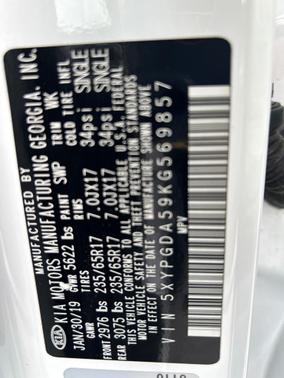 MANUFACTURED BY
KIA KIA MOTORS MANUFACTURING GEORGIA, INC.
JAN/30/19 PAINT SWP TRIM WK
GVWR 5622 lbs
GAWR TIRES COLD TIRE INFL
FRONT 2976 lbs 235/65R17 7.0JX17 34psi SINGLE
REAR 3075 lbs 235/65R17 7.0JX17 34psi SINGLE
THIS VEHICLE CONFORMS TO ALL APPLICABLE U.S.A. FEDERAL
MOTOR VEHICLE SAFETY AND THEFT PREVENTION STANDARDS
IN EFFECT ON THE DATE OF MANUFACTURE SHOWN ABOVE.
VIN 5XYPGDA59KG569857
MPV